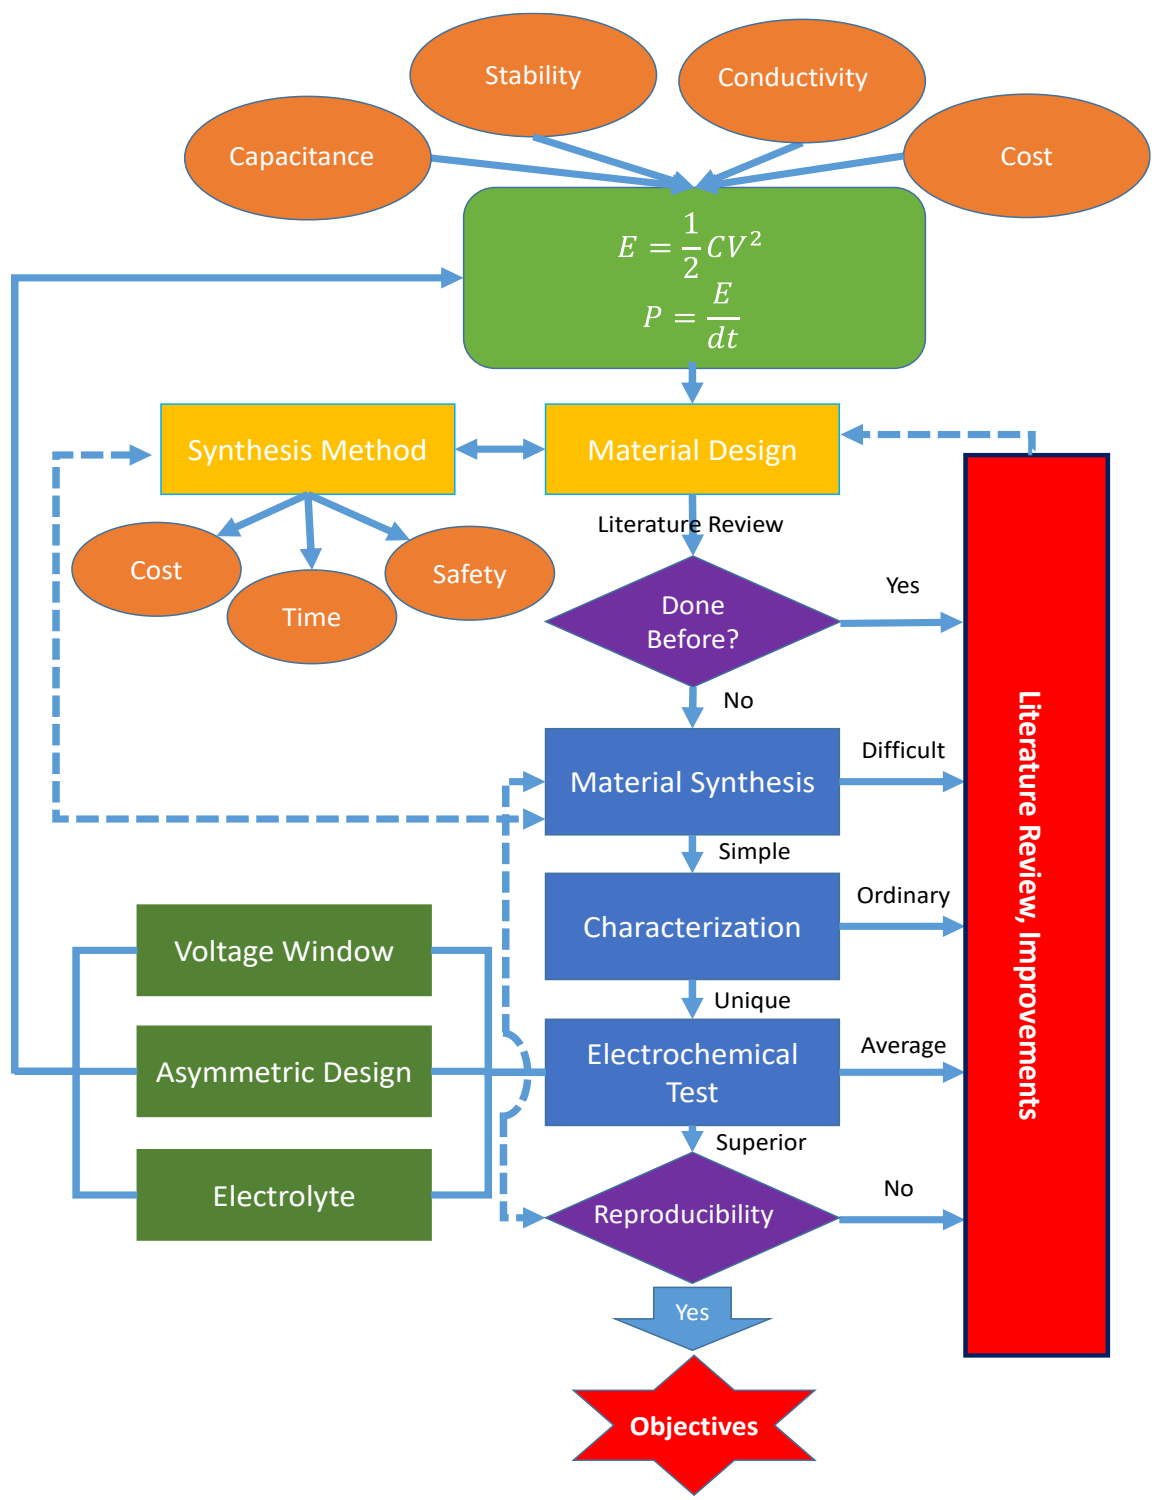 Stability
Conductivity
Capacitance
Cost
E = \frac{1}{2} CV^2
P = \frac{E}{dt}
Synthesis Method
Material Design
Literature Review
Cost
Time
Safety
Done
Before?
Yes
No
Material Synthesis
Difficult
Simple
Characterization
Ordinary
Unique
Voltage Window
Asymmetric Design
Electrolyte
Electrochemical
Test
Average
Superior
Reproducibility
No
Yes
Objectives
Literature Review, Improvements